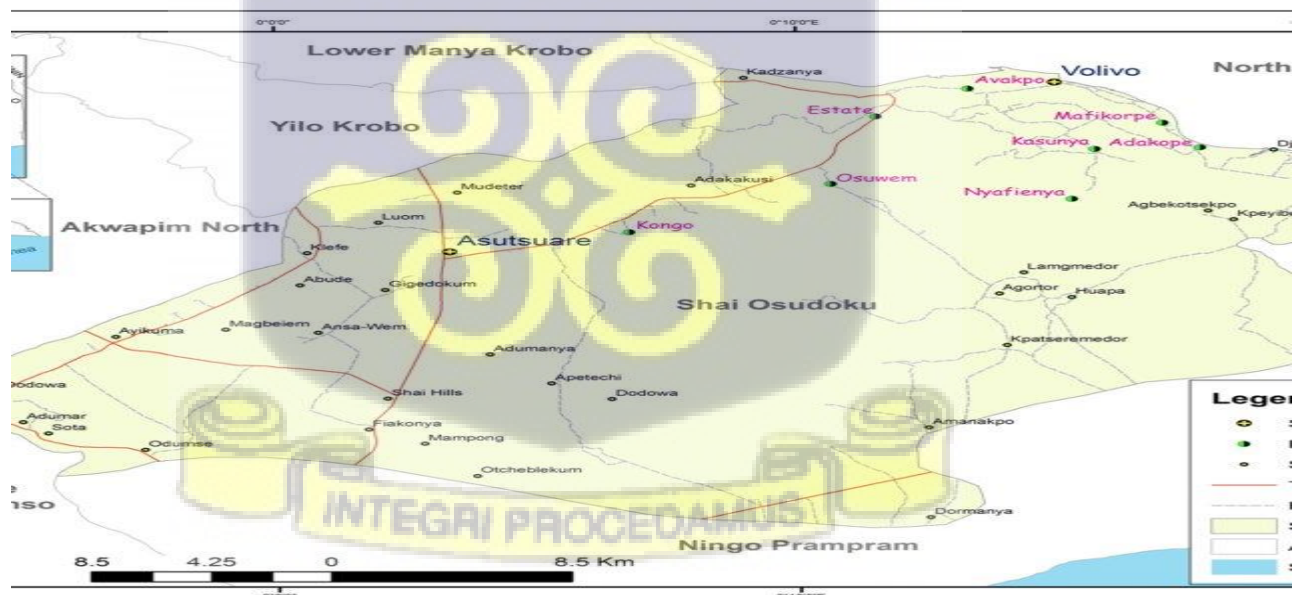 0°0'0"
0°10'0"E
Lower Manya Krobo
Kadzanya
Avakpo
Volivo
North
Estate
Mafikorpe
Yilo Krobo
Kasunya
Adakope
Osuwem
Mudeter
Adakakusi
Nyafienya
Agbekotsekpo
Luom
Akwapim North
Kongo
Asutsuare
Klefe
Lamgmedor
Abude
Gigedokum
Agortor
Huapa
Shai Osudoku
Magbeiem
Ansa-Wem
Ayikuma
Kpatseremedor
Adumanya
Apetechi
Shai Hills
Dodowa
Adumar
Sota
Fiakonya
Amanakpo
Mampong
Odumse
Otcheblekum
INTEGRI PROCEDAMUS
Dormanya
Ningo Prampram
8.5 4.25 0 8.5 Km